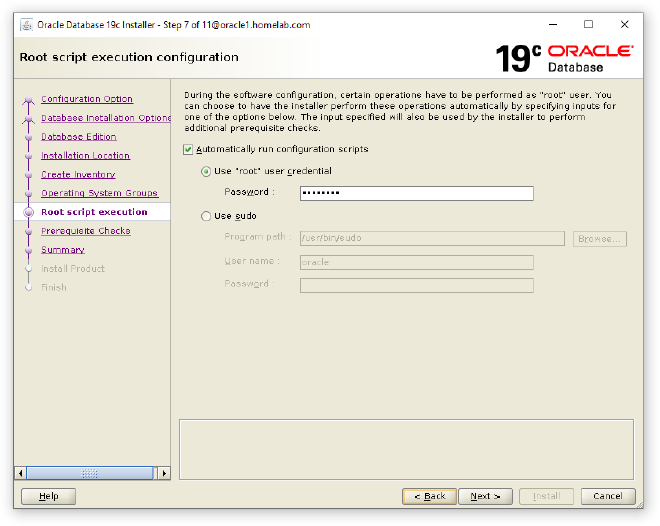 Oracle Database 19c Installer - Step 7 of 11@oracle1.homelab.com
Root script execution configuration
19c ORACLE
Database
Configuration Option
Database Installation Options
Database Edition
Installation Location
Create Inventory
Operating System Groups
Root script execution
Prerequisite Checks
Summary
Install Product
Finish
During the software configuration, certain operations have to be performed as "root" user. You
can choose to have the installer perform these operations automatically by specifying inputs for
one of the options below. The input specified will also be used by the installer to perform
additional prerequisite checks.
Automatically run configuration scripts
Use "root" user credential
Password : ••••••••
Use sudo
Program path : /usr/bin/sudo Browse...
User name : oracle
Password :
Help
< Back Next > Install Cancel